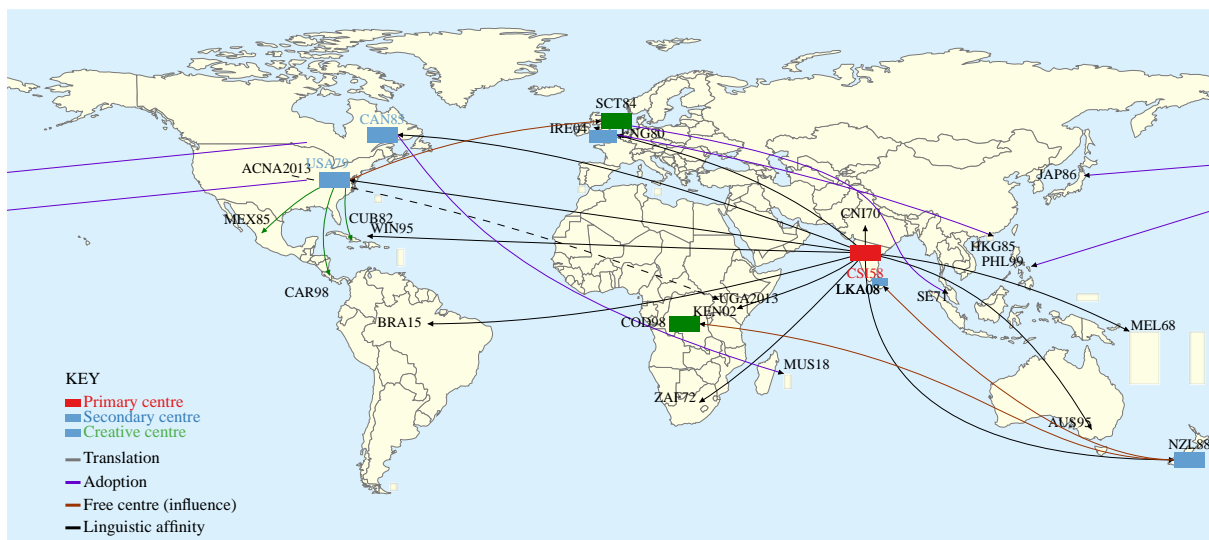 SCT84
CAN85
IRE04
ENG80
USA79
ACNA2013
JAP86
MEX85
CUB82
WIN95
CNI70
HKG85
PHL99
CSI58
LKA08
SE71
CAR98
UGA2013
KEN02
BRA15
COD98
MEL68
MUS18
ZAF72
AUS95
NZL88
KEY
Primary centre
Secondary centre
Creative centre
Translation
Adoption
Free centre (influence)
Linguistic affinity